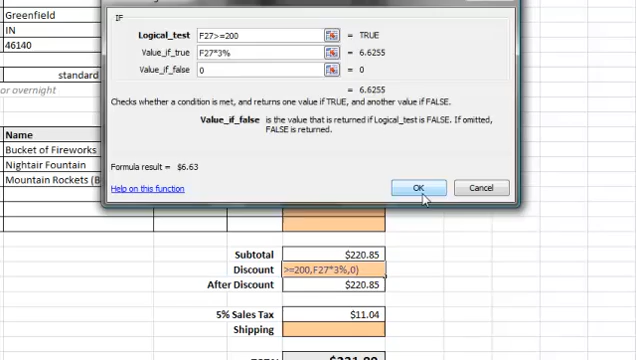 Greenfield
IN
46140
standard
or overnight
Name
Bucket of Fireworks
Nightair Fountain
Mountain Rockets (B
IF
Logical_test F27>=200 = TRUE
Value_if_true F27*3% = 6.6255
Value_if_false 0 = 0
= 6.6255
Checks whether a condition is met, and returns one value if TRUE, and another value if FALSE.
Value_if_false is the value that is returned if Logical_test is FALSE. If omitted,
FALSE is returned.
Formula result = $6.63
Help on this function
OK
Cancel
Subtotal $220.85
Discount >=200,F27*3%,0)
After Discount $220.85
5% Sales Tax $11.04
Shipping